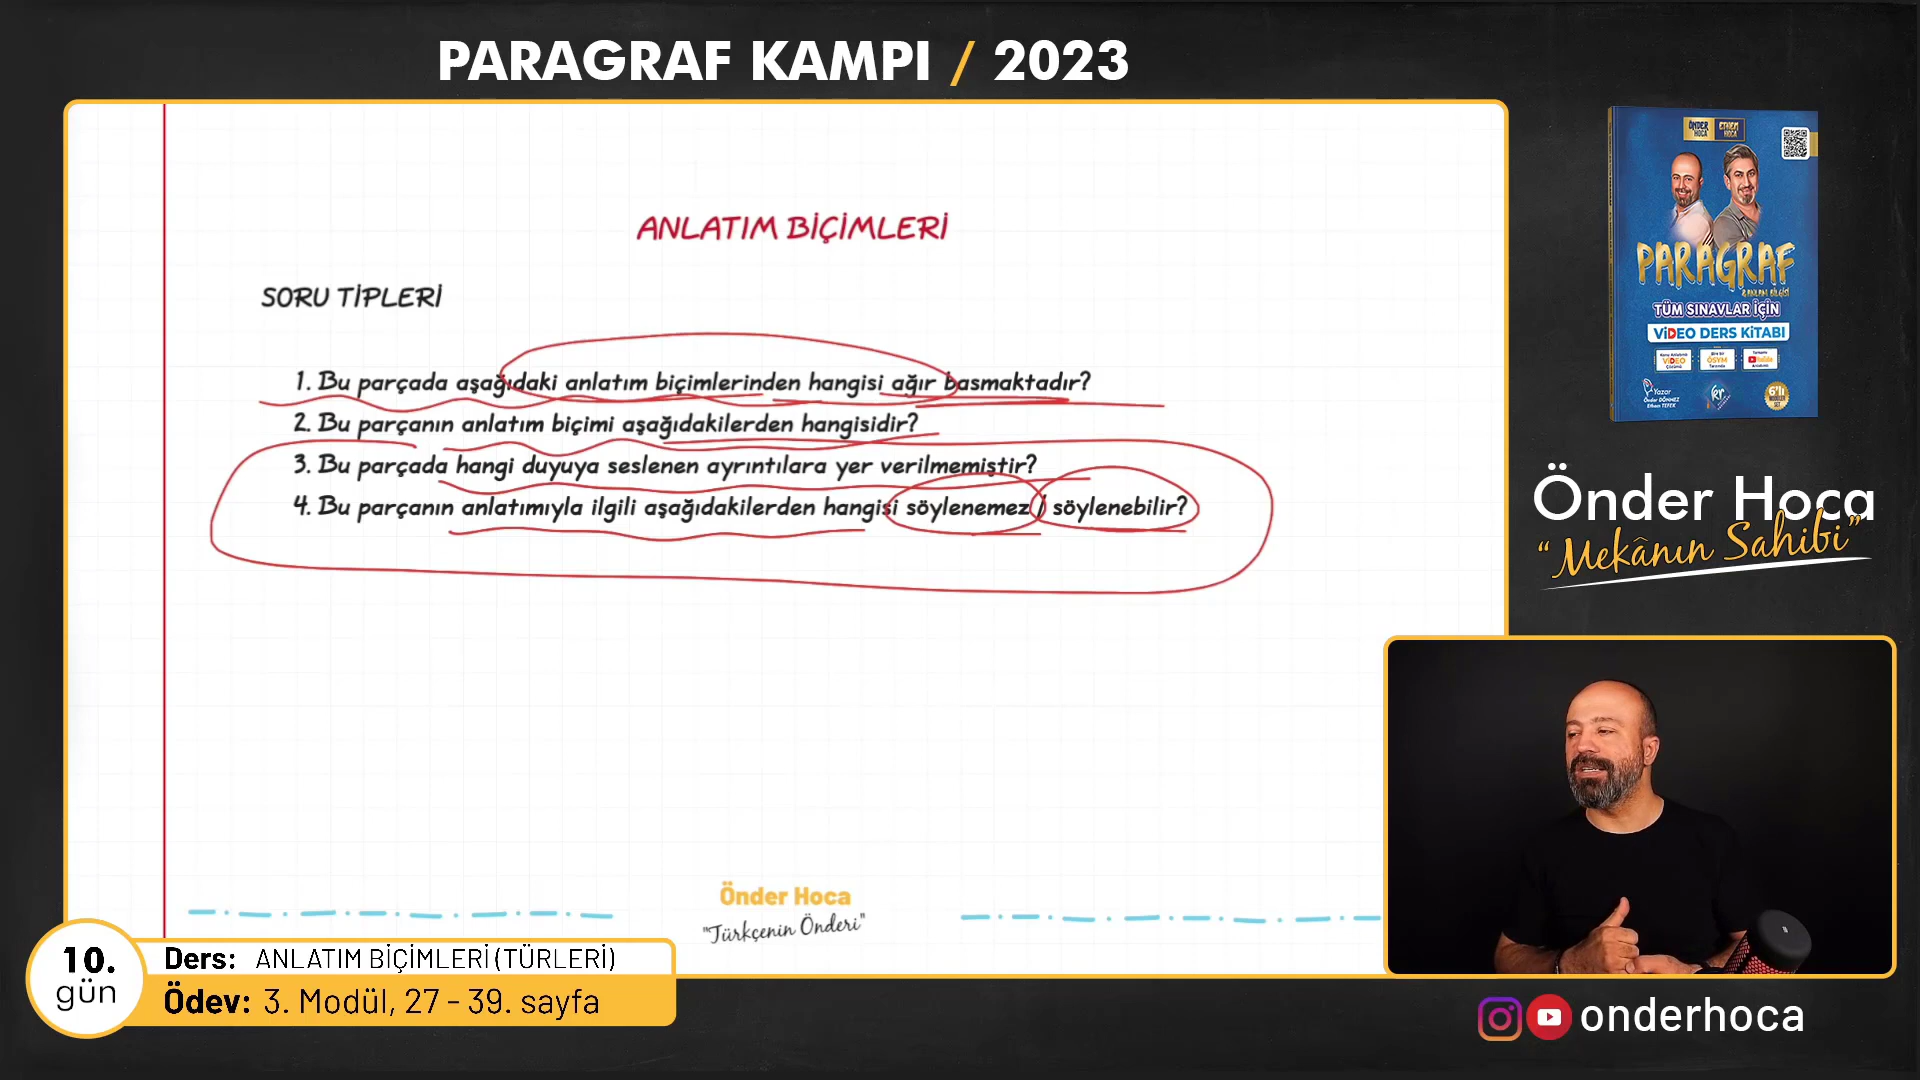 PARAGRAF KAMPI / 2023
ANLATIM BİÇİMLERİ
SORU TİPLERİ
1. Bu parçada aşağıdaki anlatım biçimlerinden hangisi ağır basmaktadır?
2. Bu parçanın anlatım biçimi aşağıdakilerden hangisidir?
3. Bu parçada hangi duyuya seslenen ayrıntılara yer verilmemiştir?
4. Bu parçanın anlatımıyla ilgili aşağıdakilerden hangisi söylenemez / söylenebilir?
Önder Hoca
"Türkçenin Önderi"
10.
gün
Ders: ANLATIM BİÇİMLERİ (TÜRLERİ)
Ödev: 3. Modül, 27 - 39. sayfa
ÖNDER HOCA
PARAGRAF
TÜM SINAVLAR İÇİN
VİDEO DERS KİTABI
Önder Hoca
“Mekânın Sahibi”
onderhoca